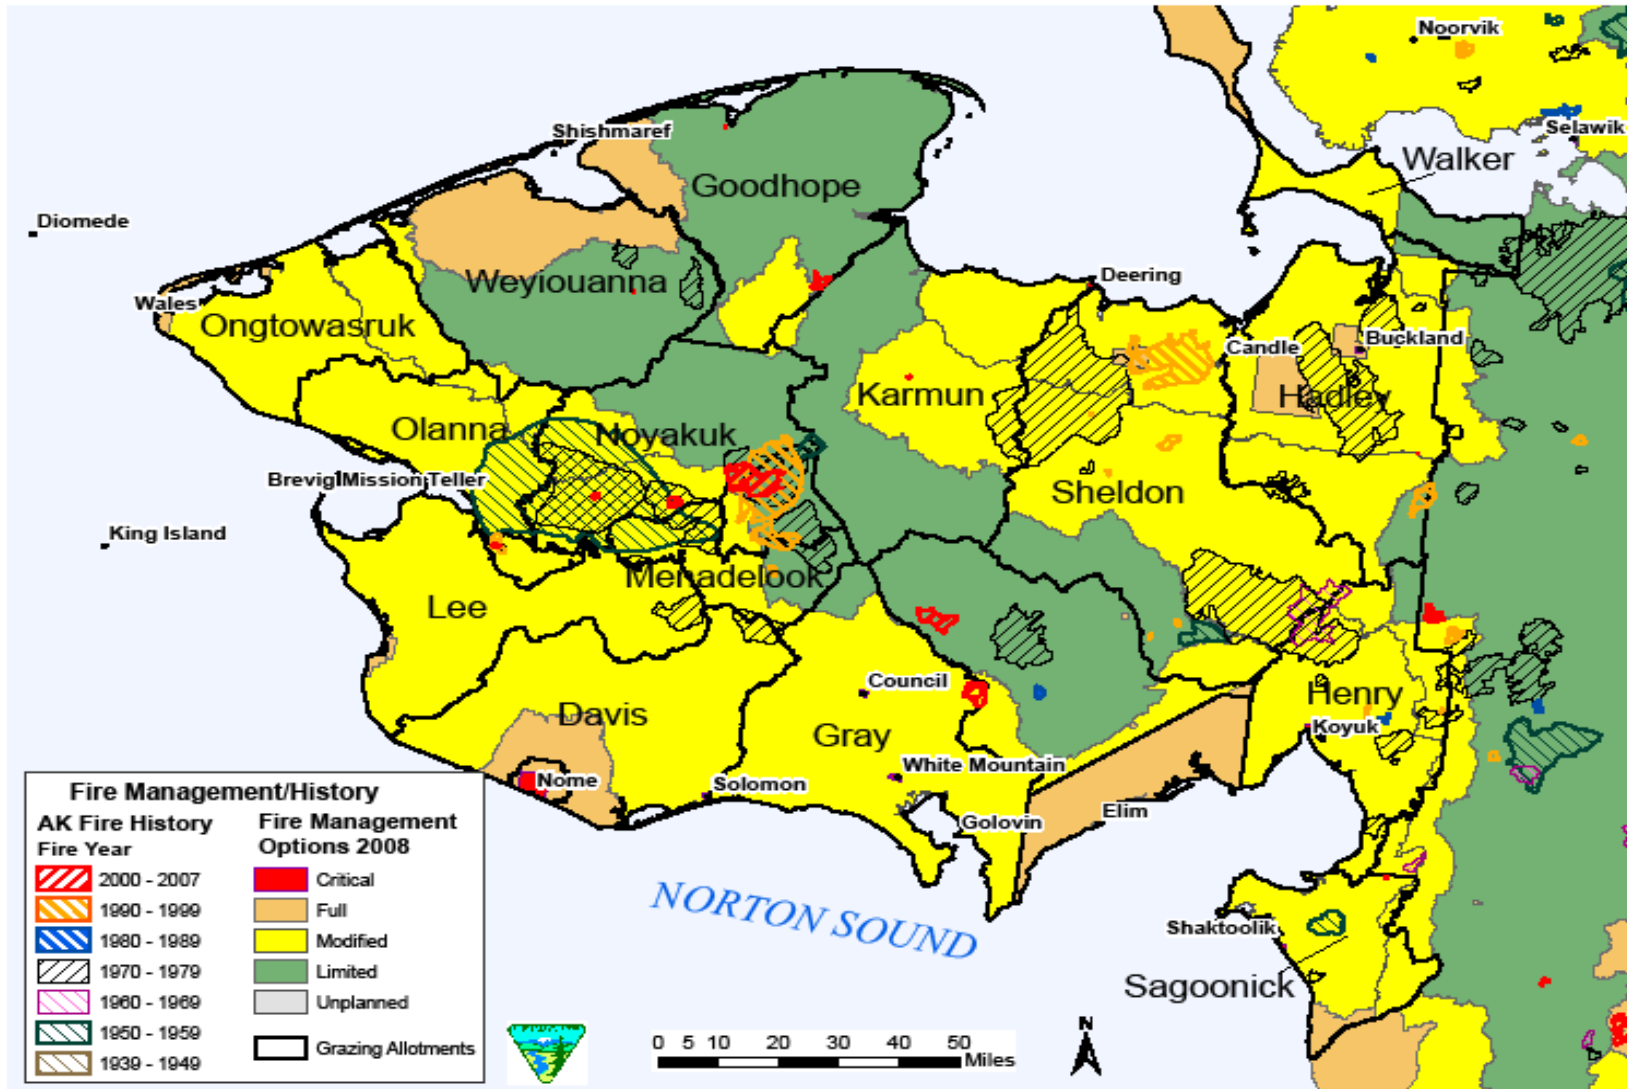 Noorvik
Selawik
Walker
Shishmaref
Goodhope
Diomede
Weyiouanna
Deering
Wales
Ongtowasruk
Candle
Buckland
Karmun
Hadley
Olanna
Noyakuk
Brevig Mission Teller
Sheldon
King Island
Menadelook
Lee
Council
Henry
Davis
Gray
Koyuk
White Mountain
Nome
Solomon
Golovin
Elim
NORTON SOUND
Shaktoolik
Sagoonick
Fire Management/History
AK Fire History
Fire Year
2000 - 2007
1990 - 1999
1980 - 1989
1970 - 1979
1960 - 1969
1950 - 1959
1939 - 1949
Fire Management
Options 2008
Critical
Full
Modified
Limited
Unplanned
Grazing Allotments
0 5 10 20 30 40 50
Miles
N